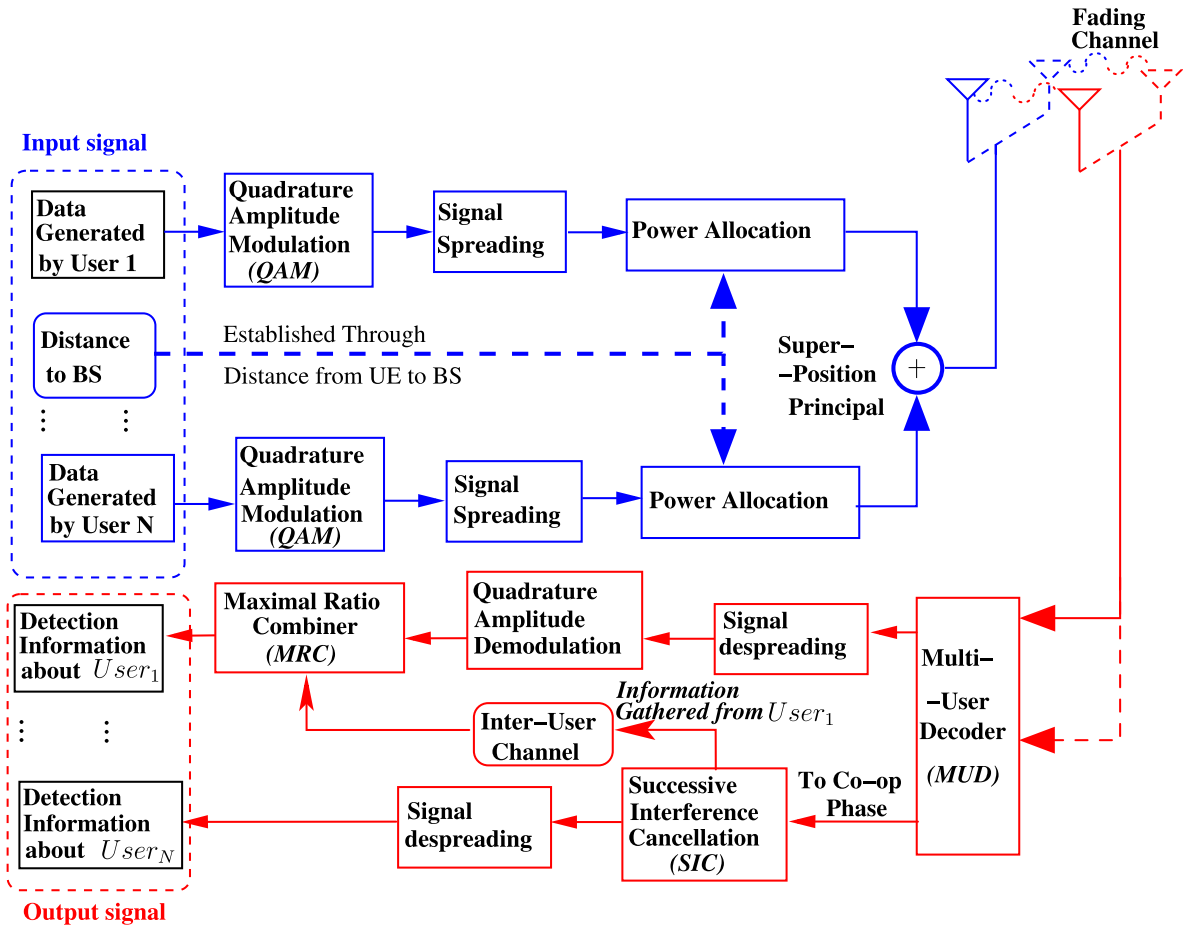 Fading
Channel
Input signal
Data
Generated
by User 1
Quadrature
Amplitude
Modulation
(QAM)
Signal
Spreading
Power Allocation
Distance
to BS
Established Through
Distance from UE to BS
Super-
-Position
Principal
+
Data
Generated
by User N
Quadrature
Amplitude
Modulation
(QAM)
Signal
Spreading
Power Allocation
Detection
Information
about User₁
Maximal Ratio
Combiner
(MRC)
Quadrature
Amplitude
Demodulation
Signal
despreading
Multi-
-User
Decoder
(MUD)
Information
Gathered from User₁
Inter-User
Channel
Detection
Information
about User_N
Signal
despreading
Successive
Interference
Cancellation
(SIC)
To Co-op
Phase
Output signal